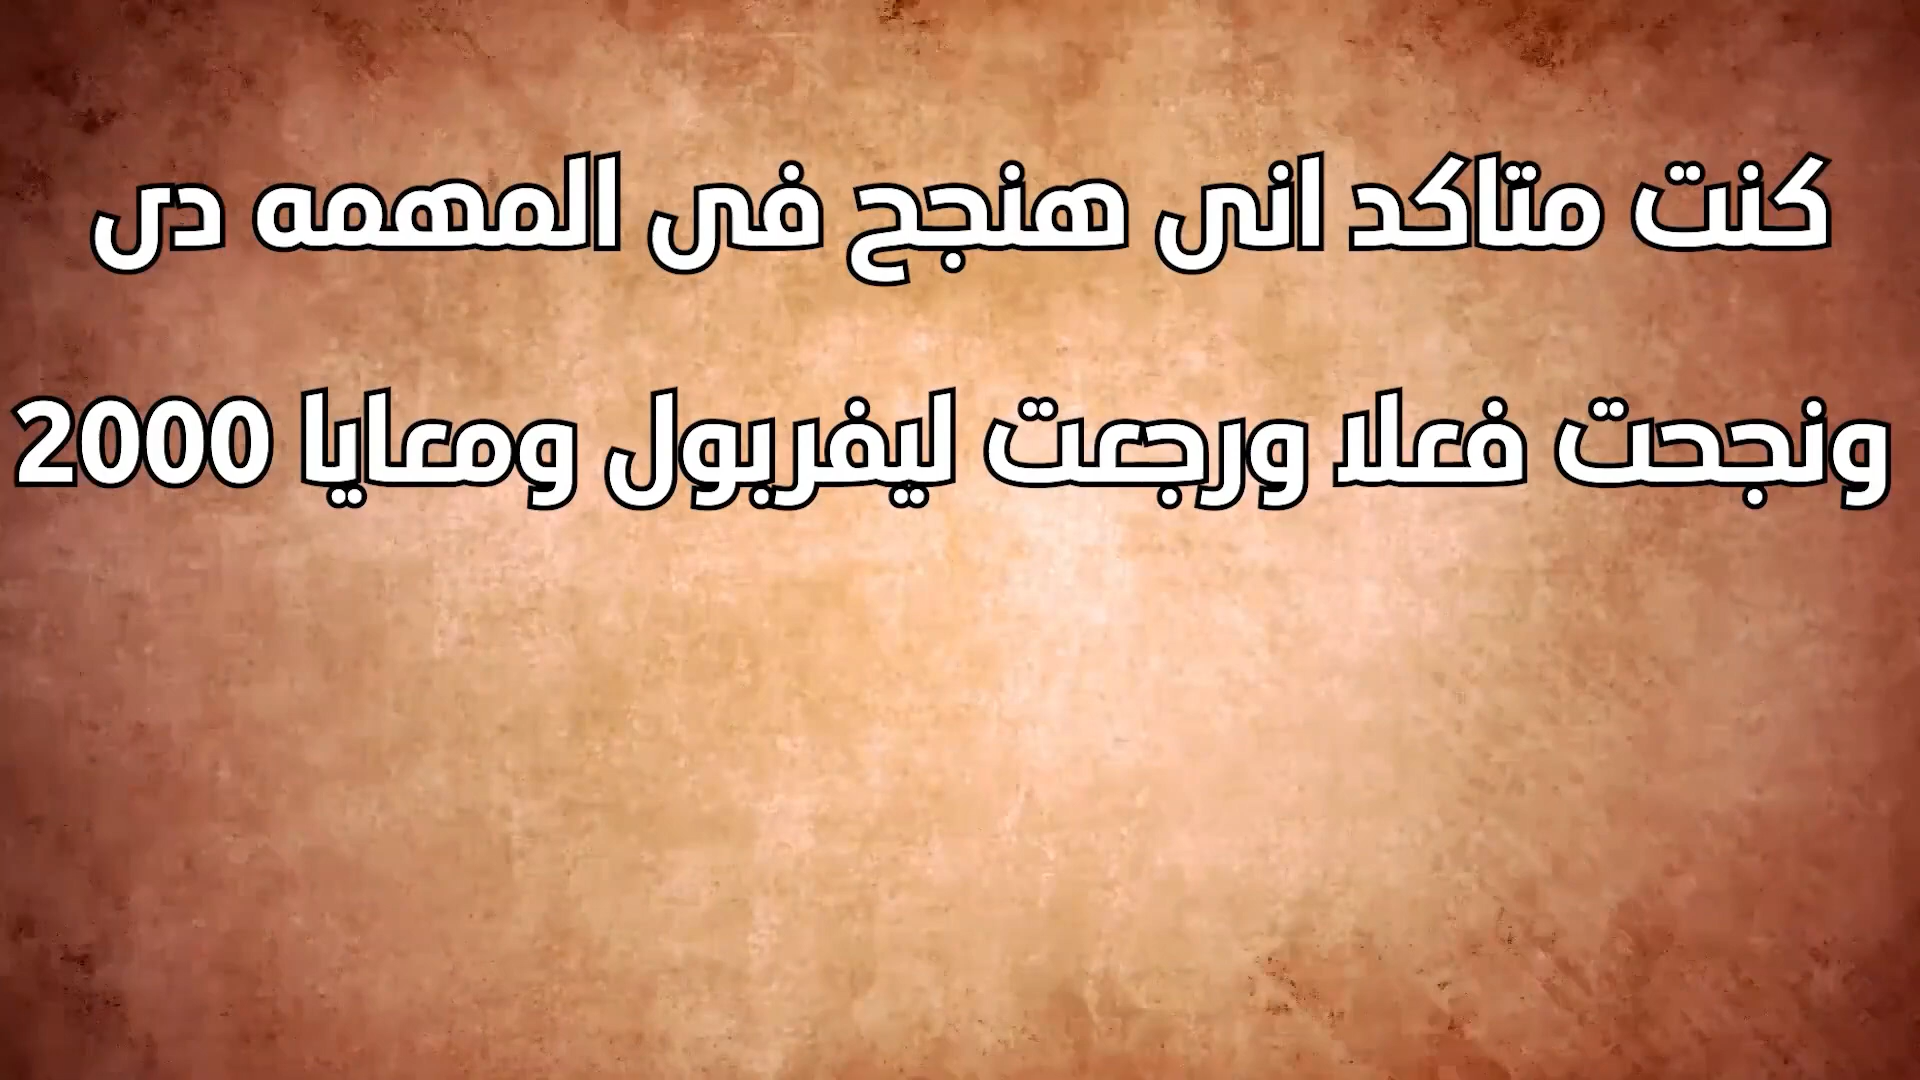 كنت متاكد انى هنجح فى المهمه دى
ونجحت فعلا ورجعت ليفربول ومعايا 2000